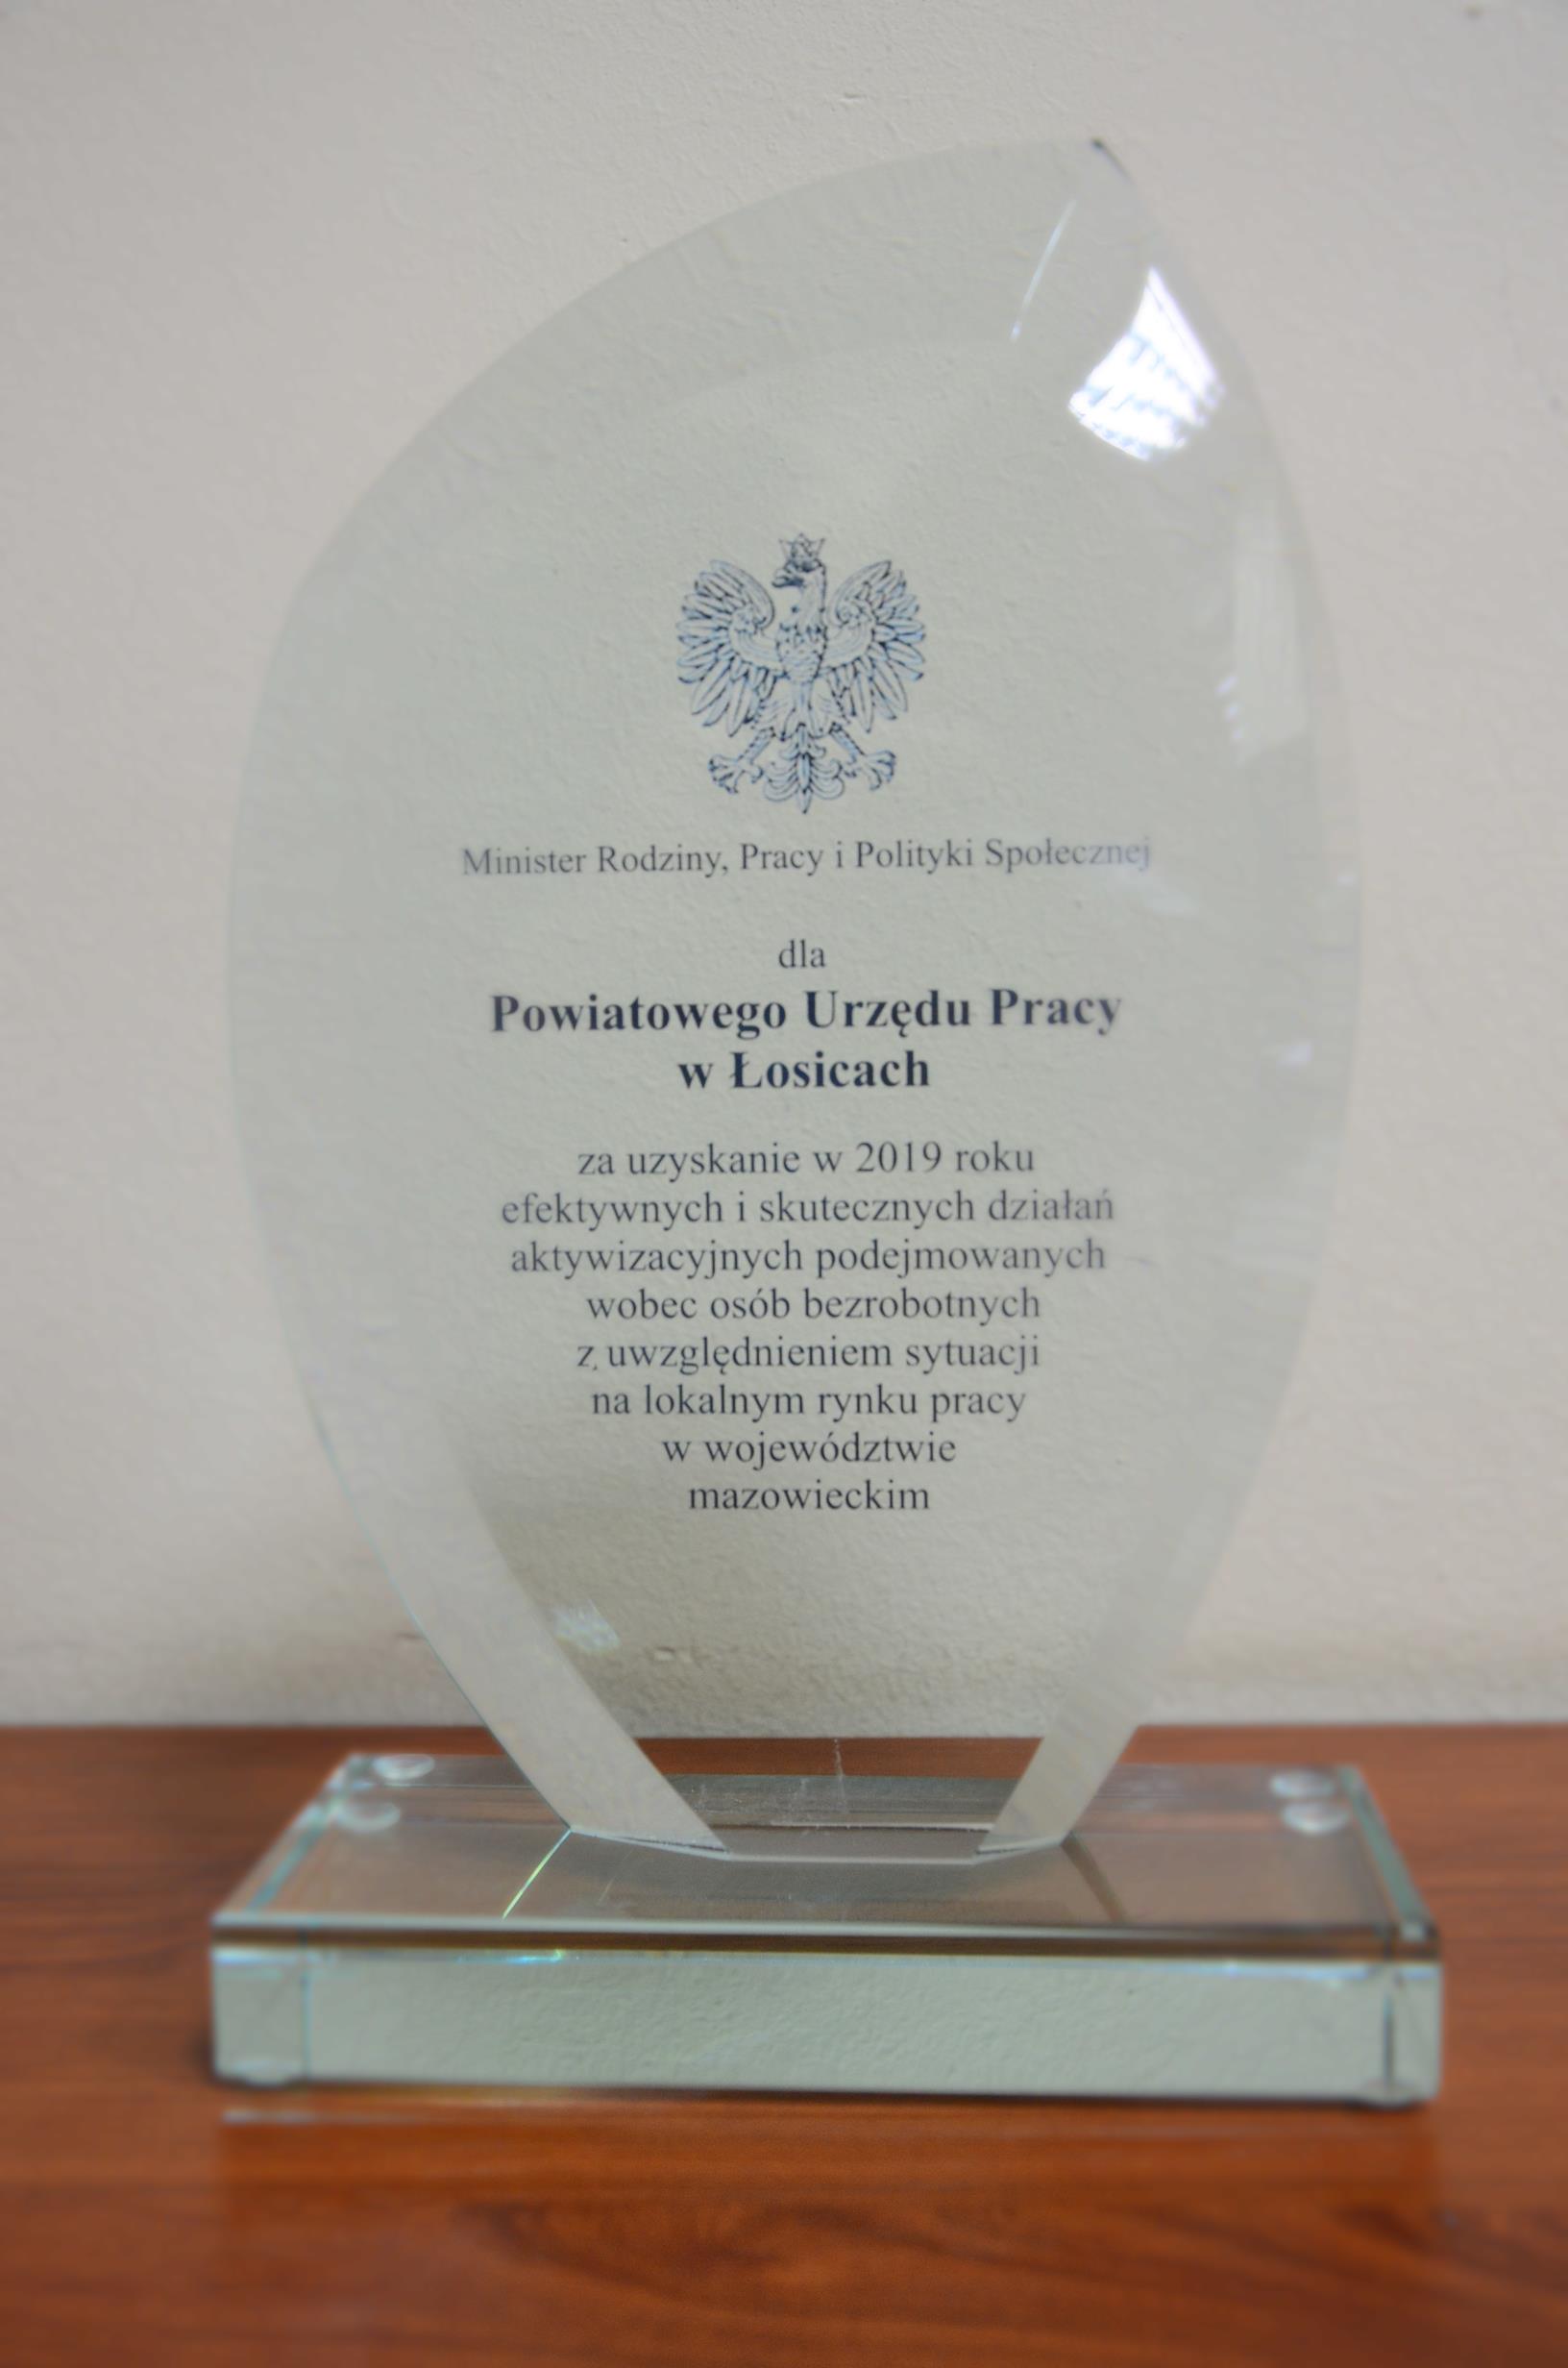 Minister Rodziny, Pracy i Polityki Społecznej
dla
Powiatowego Urzędu Pracy
w Łosicach
za uzyskanie w 2019 roku
efektywnych i skutecznych działań
aktywizacyjnych podejmowanych
wobec osób bezrobotnych
z uwzględnieniem sytuacji
na lokalnym rynku pracy
w województwie
mazowieckim